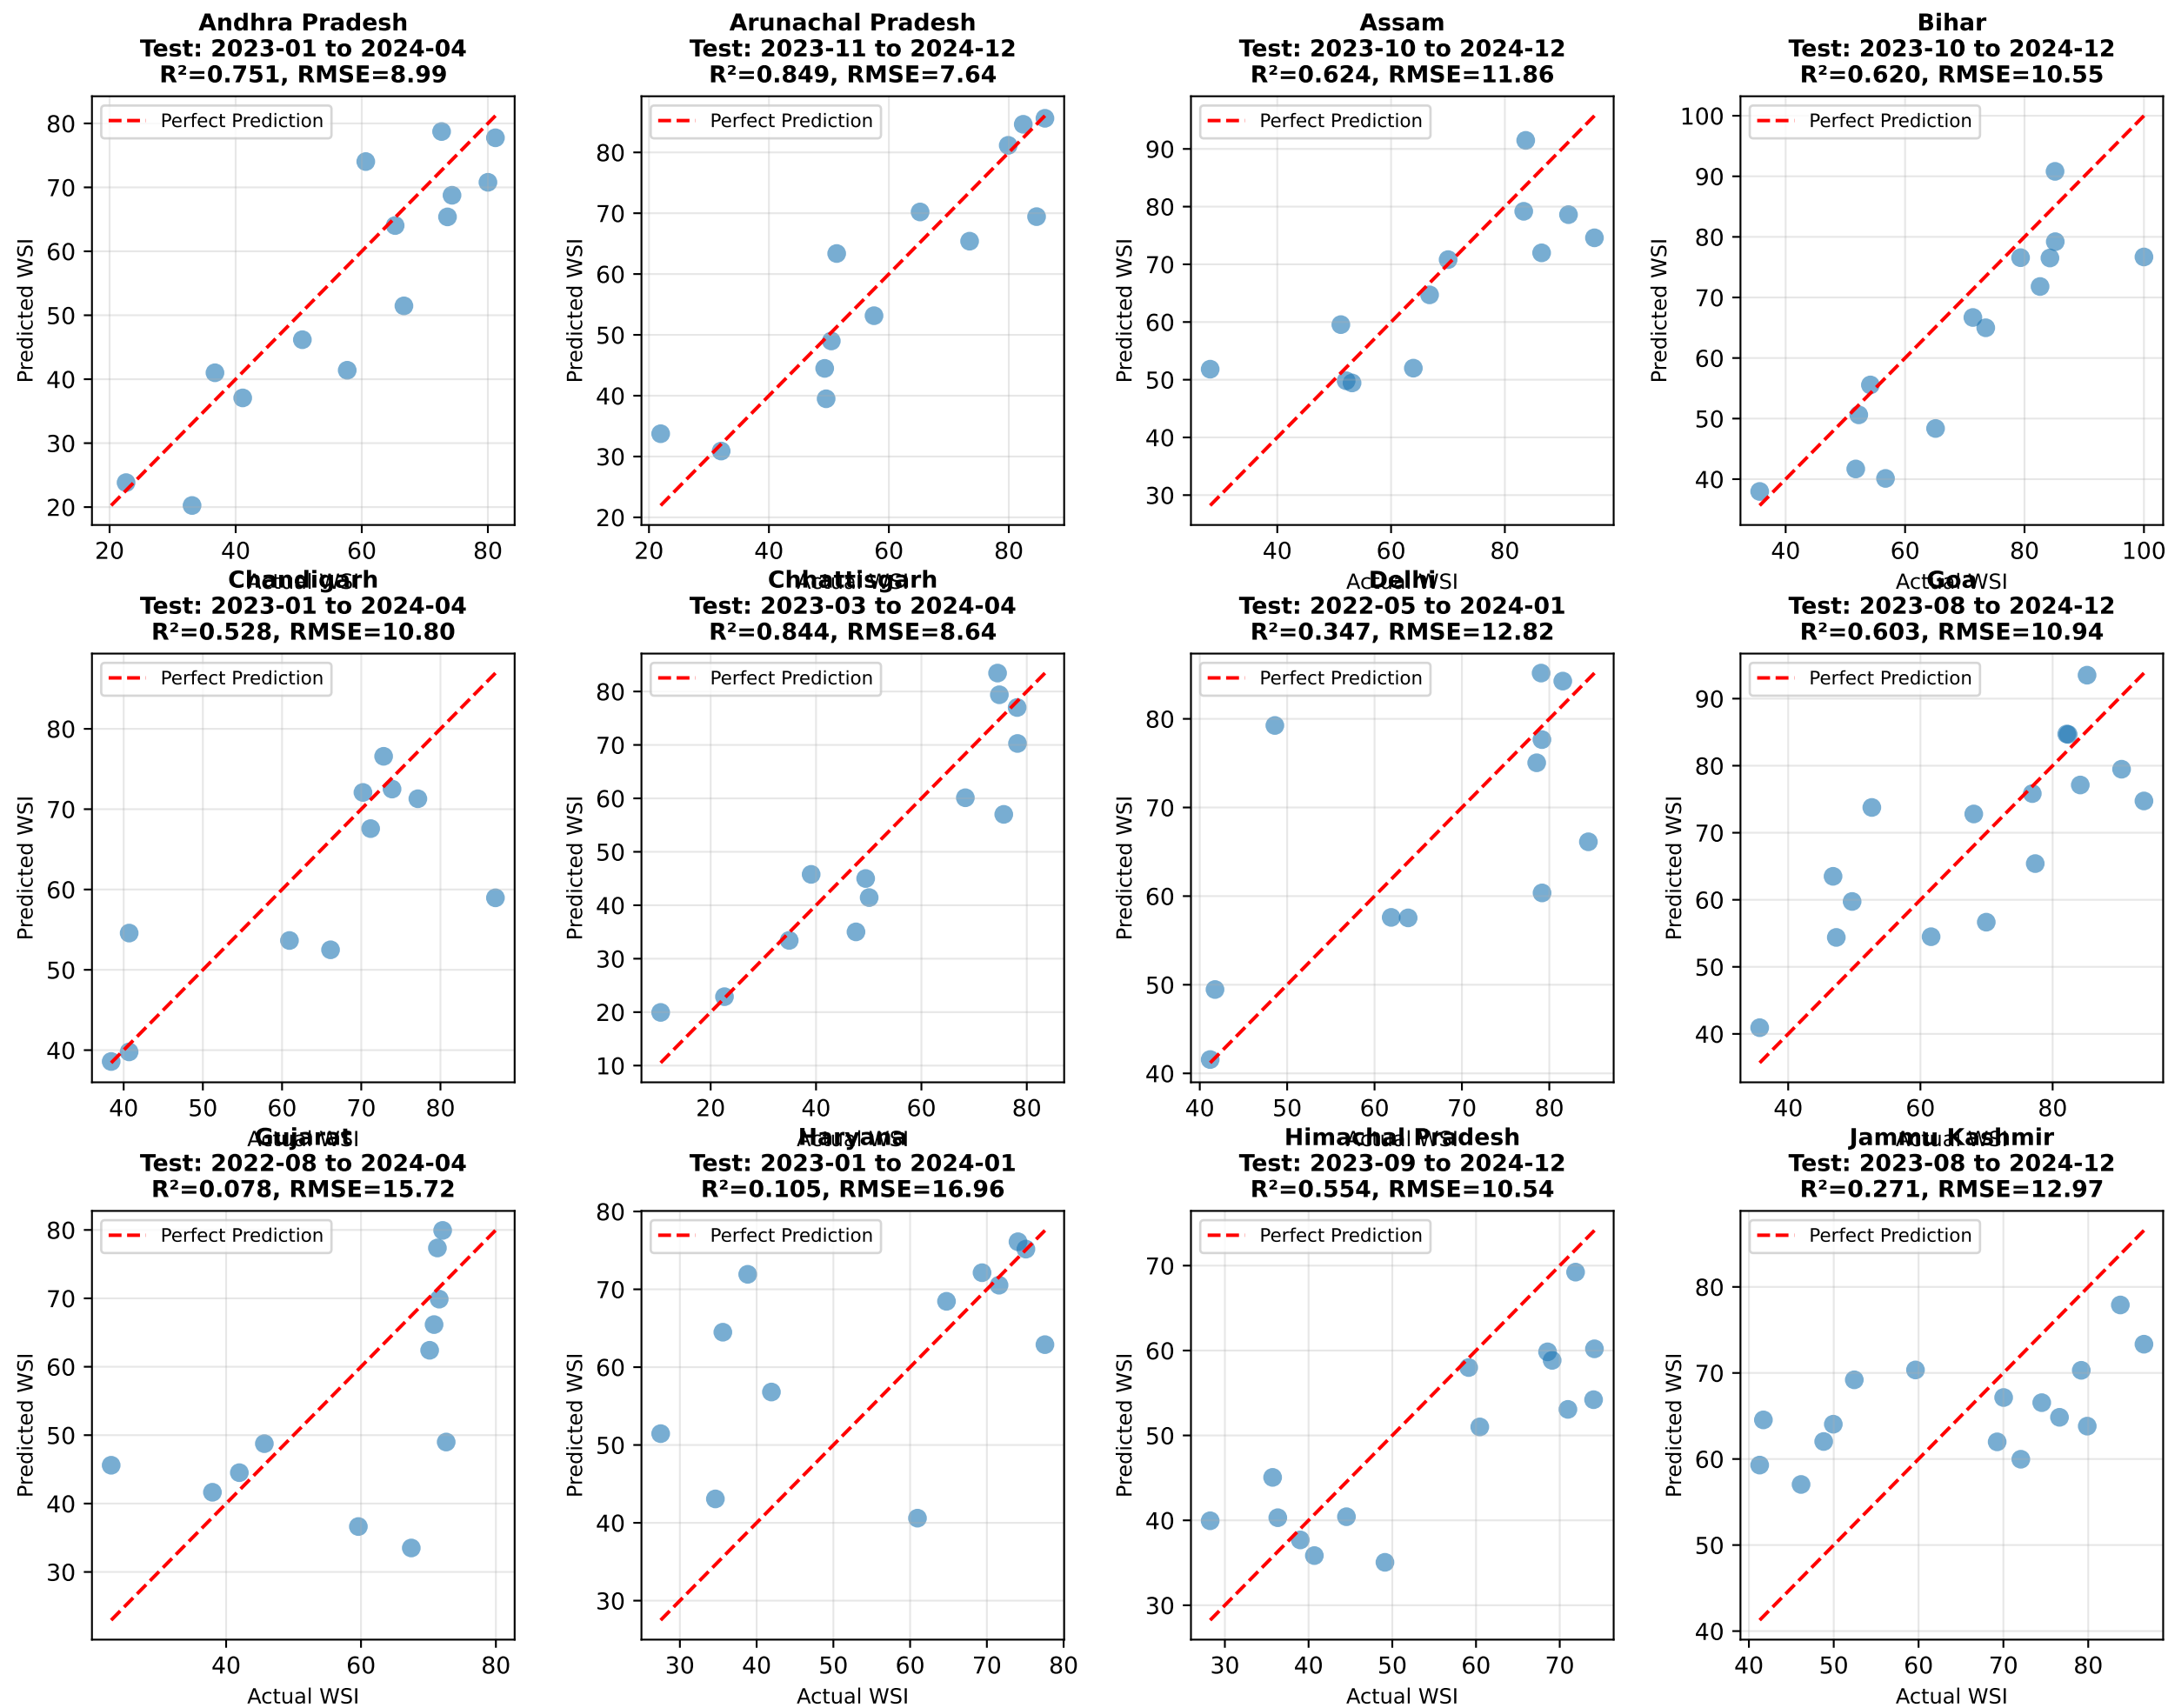 Andhra Pradesh
Test: 2023-01 to 2024-04
R²=0.751, RMSE=8.99
Perfect Prediction
Predicted WSI
80
70
60
50
40
30
20
20 40 60 80
Actual WSI
Arunachal Pradesh
Test: 2023-11 to 2024-12
R²=0.849, RMSE=7.64
Perfect Prediction
Predicted WSI
80
70
60
50
40
30
20
20 40 60 80
Actual WSI
Assam
Test: 2023-10 to 2024-12
R²=0.624, RMSE=11.86
Perfect Prediction
Predicted WSI
90
80
70
60
50
40
30
40 60 80
Actual WSI
Bihar
Test: 2023-10 to 2024-12
R²=0.620, RMSE=10.55
Perfect Prediction
Predicted WSI
100
90
80
70
60
50
40
40 60 80 100
Actual WSI
Chandigarh
Test: 2023-01 to 2024-04
R²=0.528, RMSE=10.80
Perfect Prediction
Predicted WSI
80
70
60
50
40
40 50 60 70 80
Actual WSI
Chhattisgarh
Test: 2023-03 to 2024-04
R²=0.844, RMSE=8.64
Perfect Prediction
Predicted WSI
80
70
60
50
40
30
20
10
20 40 60 80
Actual WSI
Delhi
Test: 2022-05 to 2024-01
R²=0.347, RMSE=12.82
Perfect Prediction
Predicted WSI
80
70
60
50
40
40 50 60 70 80
Actual WSI
Goa
Test: 2023-08 to 2024-12
R²=0.603, RMSE=10.94
Perfect Prediction
Predicted WSI
90
80
70
60
50
40
40 60 80
Actual WSI
Gujarat
Test: 2022-08 to 2024-04
R²=0.078, RMSE=15.72
Perfect Prediction
Predicted WSI
80
70
60
50
40
30
40 60 80
Actual WSI
Haryana
Test: 2023-01 to 2024-01
R²=0.105, RMSE=16.96
Perfect Prediction
Predicted WSI
80
70
60
50
40
30
30 40 50 60 70 80
Actual WSI
Himachal Pradesh
Test: 2023-09 to 2024-12
R²=0.554, RMSE=10.54
Perfect Prediction
Predicted WSI
70
60
50
40
30
30 40 50 60 70
Actual WSI
Jammu Kashmir
Test: 2023-08 to 2024-12
R²=0.271, RMSE=12.97
Perfect Prediction
Predicted WSI
80
70
60
50
40
40 50 60 70 80
Actual WSI